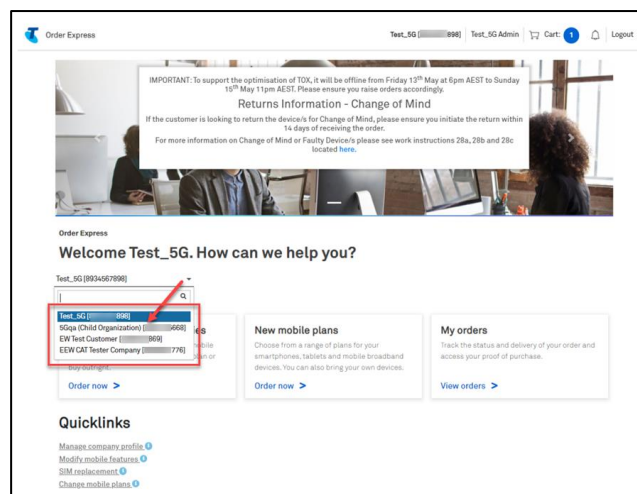 Order Express
Test_5G [898] Test_5G Admin Cart: 1 Logout
IMPORTANT: To support the optimisation of TOX, it will be offline from Friday 13th May at 6pm AEST to Sunday
15th May 11pm AEST. Please ensure you raise orders accordingly.
Returns Information - Change of Mind
If the customer is looking to return the device/s for Change of Mind, please ensure you initiate the return within
14 days of receiving the order.
For more information on Change of Mind or Faulty Device/s please see work instructions 28a, 28b and 28c
located here.
Order Express
Welcome Test_5G. How can we help you?
Test_5G [8934567898]
Test_5G [898]
5Gqa (Child Organization) [668]
EW Test Customer [869]
EEW CAT Tester Company [776]
es
obile
an or
buy outright.
Order now >
New mobile plans
Choose from a range of plans for your
smartphones, tablets and mobile broadband
devices. You can also bring your own devices.
Order now >
My orders
Track the status and delivery of your order and
access your proof of purchase.
View orders >
Quicklinks
Manage company profile
Modify mobile features
SIM replacement
Change mobile plans